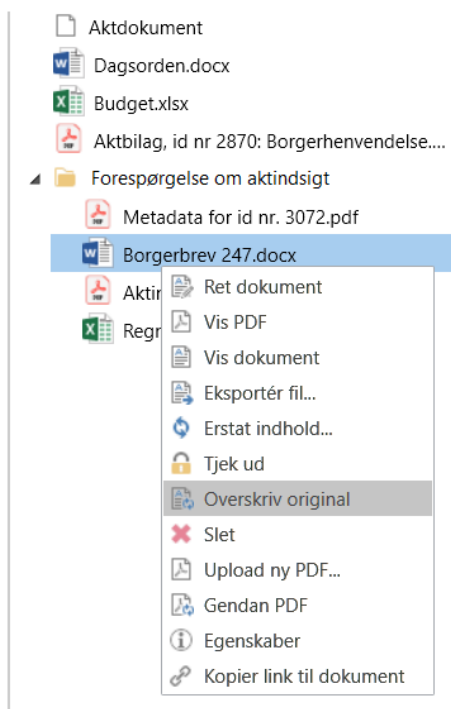 Aktdokument
Dagsorden.docx
Budget.xlsx
Aktbilag, id nr 2870: Borgerhenvendelse....
Forespørgelse om aktindsigt
Metadata for id nr. 3072.pdf
Borgerbrev 247.docx
Ret dokument
Vis PDF
Vis dokument
Eksportér fil...
Erstat indhold...
Tjek ud
Overskriv original
Slet
Upload ny PDF...
Gendan PDF
Egenskaber
Kopier link til dokument